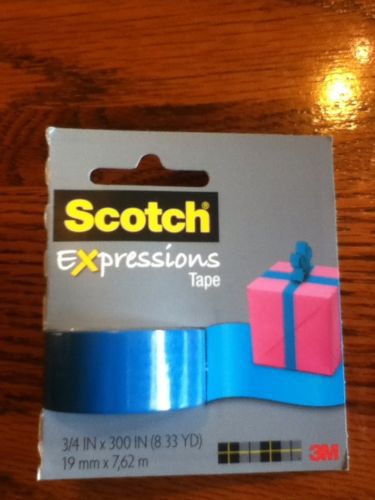 Scotch
EXpressions
Tape
3/4 IN x 300 IN (8.33 YD)
19 mm x 7,62 m
3M